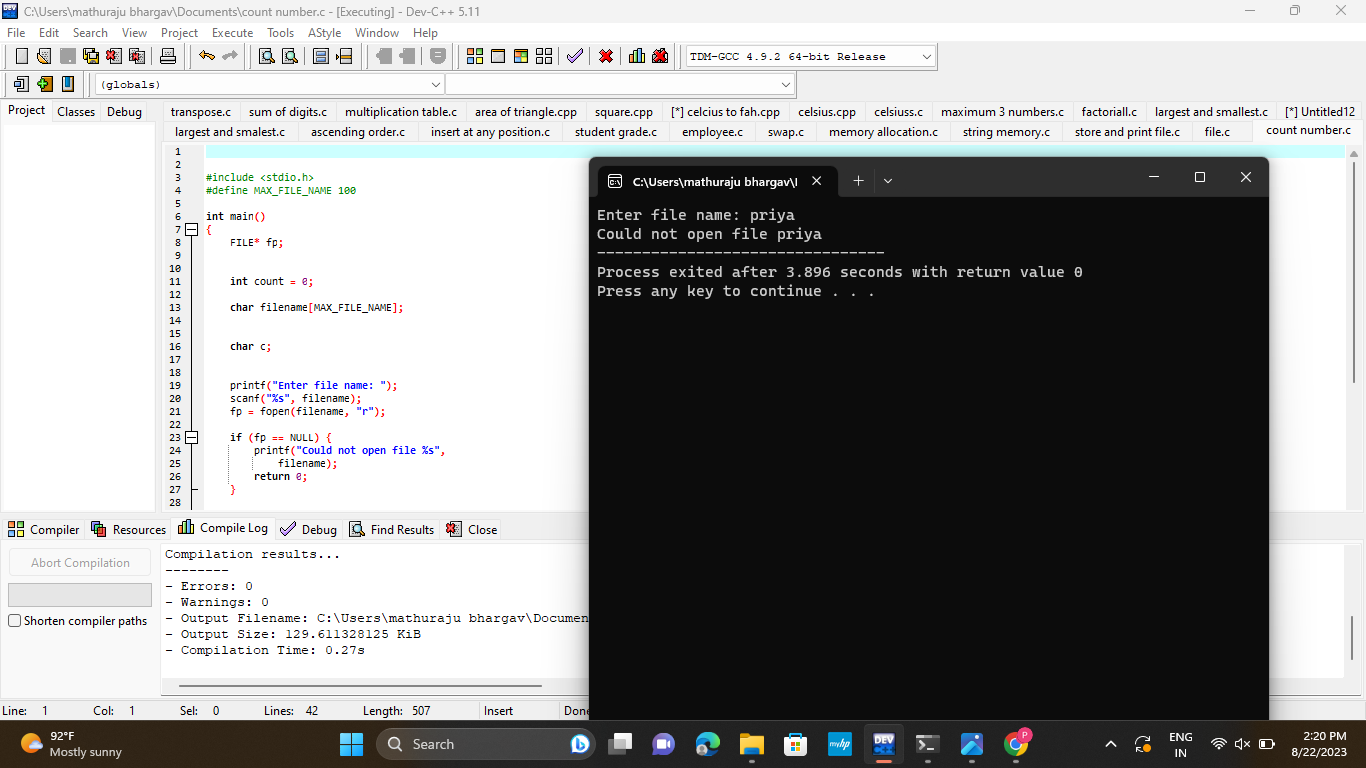 C:\Users\mathuraju bhargav\Documents\count number.c - [Executing] - Dev-C++ 5.11
File Edit Search View Project Execute Tools AStyle Window Help
TDM-GCC 4.9.2 64-bit Release
(globals)
Project Classes Debug
transpose.c sum of digits.c multiplication table.c area of triangle.cpp square.cpp [*] celcius to fah.cpp celsius.cpp celsiuss.c maximum 3 numbers.c factoriall.c largest and smallest.c [*] Untitled12
largest and smalest.c ascending order.c insert at any position.c student grade.c employee.c swap.c memory allocation.c string memory.c store and print file.c file.c count number.c
1
2
3 #include <stdio.h>
4 #define MAX_FILE_NAME 100
5
6 int main()
7 {
8 FILE* fp;
9
10
11 int count = 0;
12
13 char filename[MAX_FILE_NAME];
14
15
16 char c;
17
18
19 printf("Enter file name: ");
20 scanf("%s", filename);
21 fp = fopen(filename, "r");
22
23 if (fp == NULL) {
24 printf("Could not open file %s",
25 filename);
26 return 0;
27 }
28
C:\Users\mathuraju bhargav\
Enter file name: priya
Could not open file priya
--------------------------------
Process exited after 3.896 seconds with return value 0
Press any key to continue . . .
Compiler Resources Compile Log Debug Find Results Close
Abort Compilation
Shorten compiler paths
Compilation results...
--------
- Errors: 0
- Warnings: 0
- Output Filename: C:\Users\mathuraju bhargav\Documen
- Output Size: 129.611328125 KiB
- Compilation Time: 0.27s
Line: 1 Col: 1 Sel: 0 Lines: 42 Length: 507 Insert Done
92°F
Mostly sunny
Search
myhp
DEV
P
ENG
IN
2:20 PM
8/22/2023